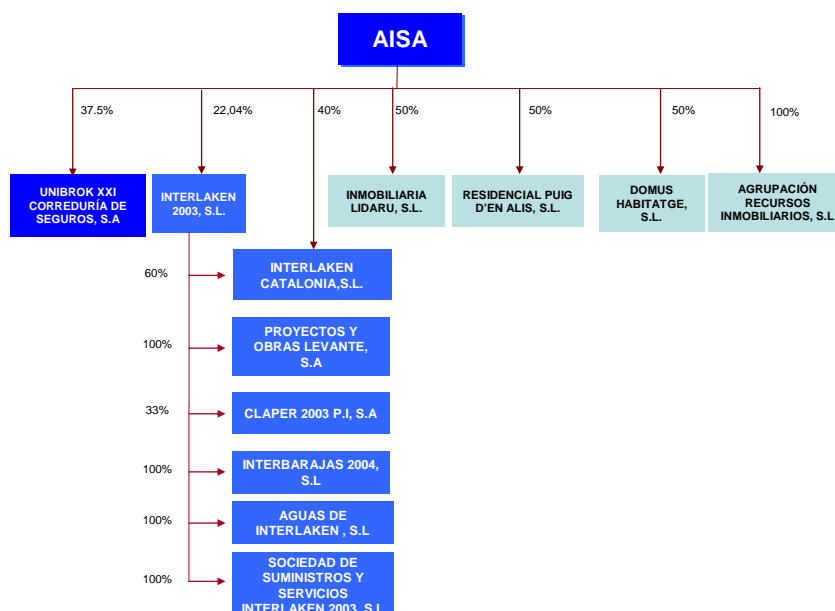 AISA
37.5%
22,04%
40%
50%
50%
50%
100%
UNIBROK XXI
CORREDURÍA DE
SEGUROS, S.A
INTERLAKEN
2003, S.L.
INMOBILIARIA
LIDARU, S.L.
RESIDENCIAL PUIG
D'EN ALIS, S.L.
DOMUS
HABITATGE,
S.L.
AGRUPACIÓN
RECURSOS
INMOBILIARIOS, S.L
60%
INTERLAKEN
CATALONIA,S.L.
100%
PROYECTOS Y
OBRAS LEVANTE,
S.A
33%
CLAPER 2003 P.I, S.A
100%
INTERBARAJAS 2004,
S.L
100%
AGUAS DE
INTERLAKEN , S.L
100%
SOCIEDAD DE
SUMINISTROS Y
SERVICIOS
INTERLAKEN 2003, S.L